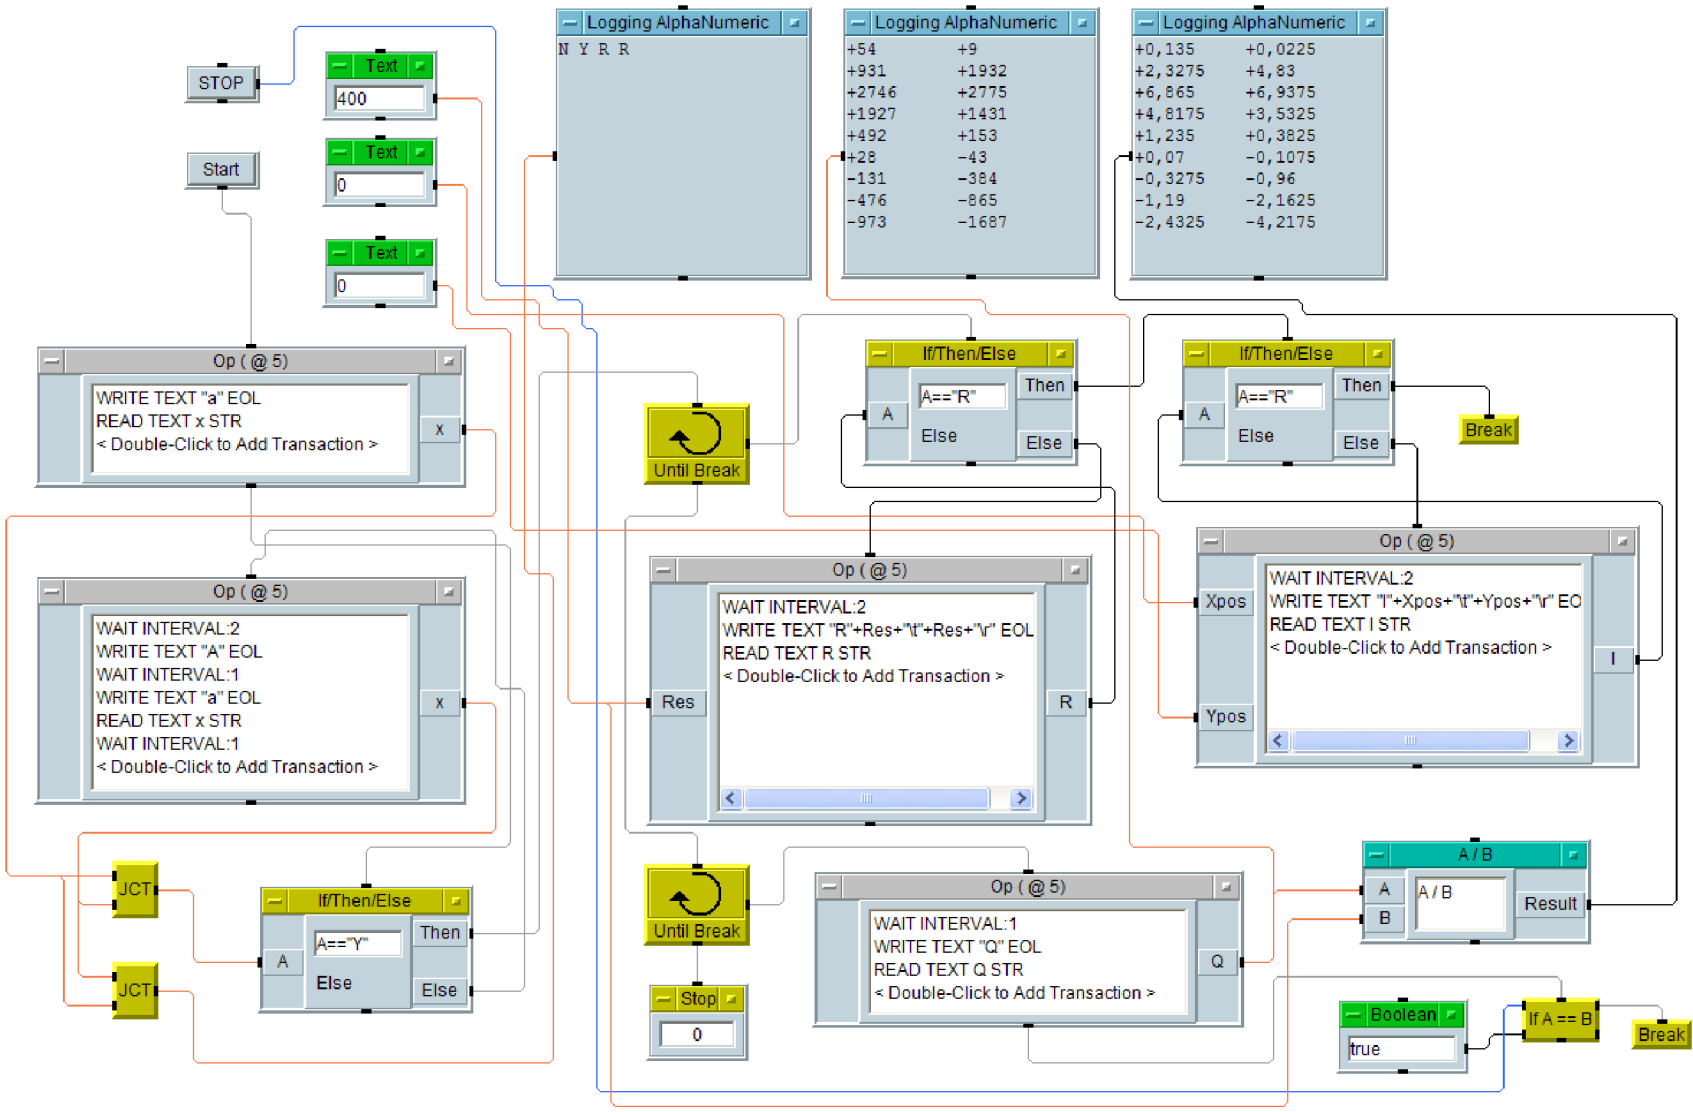 STOP
Start
Text
400
Text
0
Text
0
Logging AlphaNumeric
N Y R R
Logging AlphaNumeric
+54 +9
+931 +1932
+2746 +2775
+1927 +1431
+492 +153
+28 -43
-131 -384
-476 -865
-973 -1687
Logging AlphaNumeric
+0,135 +0,0225
+2,3275 +4,83
+6,865 +6,9375
+4,8175 +3,5325
+1,235 +0,3825
+0,07 -0,1075
-0,3275 -0,96
-1,19 -2,1625
-2,4325 -4,2175
Op ( @ 5)
WRITE TEXT "a" EOL
READ TEXT x STR
< Double-Click to Add Transaction >
x
Until Break
If/Then/Else
A
A=="R"
Else
Then
Else
If/Then/Else
A
A=="R"
Else
Then
Else
Break
Op ( @ 5)
WAIT INTERVAL:2
WRITE TEXT "A" EOL
WAIT INTERVAL:1
WRITE TEXT "a" EOL
READ TEXT x STR
WAIT INTERVAL:1
< Double-Click to Add Transaction >
x
Op ( @ 5)
Res
WAIT INTERVAL:2
WRITE TEXT "R"+Res+"\t"+Res+"\r" EOL
READ TEXT R STR
< Double-Click to Add Transaction >
R
Op ( @ 5)
Xpos
Ypos
WAIT INTERVAL:2
WRITE TEXT "I"+Xpos+"\t"+Ypos+"\r" EO
READ TEXT I STR
< Double-Click to Add Transaction >
I
JCT
JCT
If/Then/Else
A
A=="Y"
Else
Then
Else
Until Break
Stop
0
Op ( @ 5)
WAIT INTERVAL:1
WRITE TEXT "Q" EOL
READ TEXT Q STR
< Double-Click to Add Transaction >
Q
A / B
A
B
A / B
Result
Boolean
true
If A == B
Break